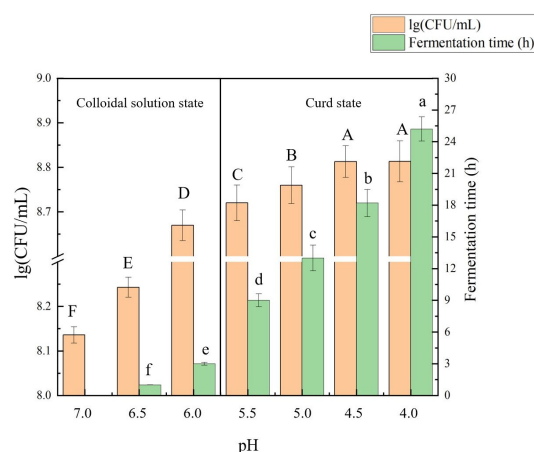 lg(CFU/mL)
Fermentation time (h)
Colloidal solution state
Curd state
lg(CFU/mL)
9.0
8.9
8.8
8.7
8.2
8.1
8.0
F
E
D
C
B
A
A
f
e
d
c
b
a
30
27
24
21
18
15
12
9
6
3
0
Fermentation time (h)
7.0 6.5 6.0 5.5 5.0 4.5 4.0
pH